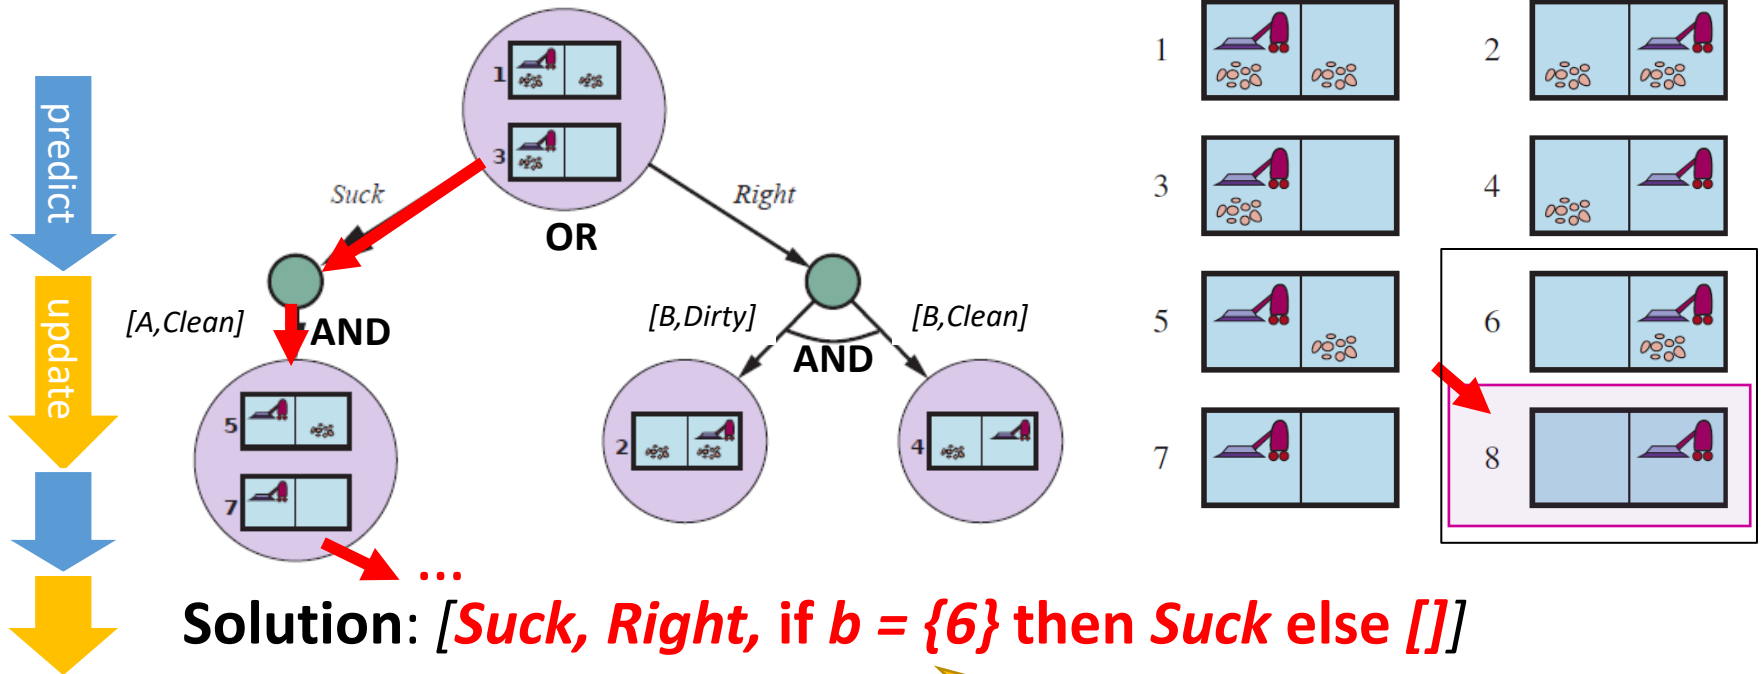 predict
update
1
3
Suck
Right
OR
[A,Clean]
AND
[B,Dirty]
[B,Clean]
AND
5
7
2
4
...
1
2
3
4
5
6
7
8
Solution: [Suck, Right, if b = {6} then Suck else []]